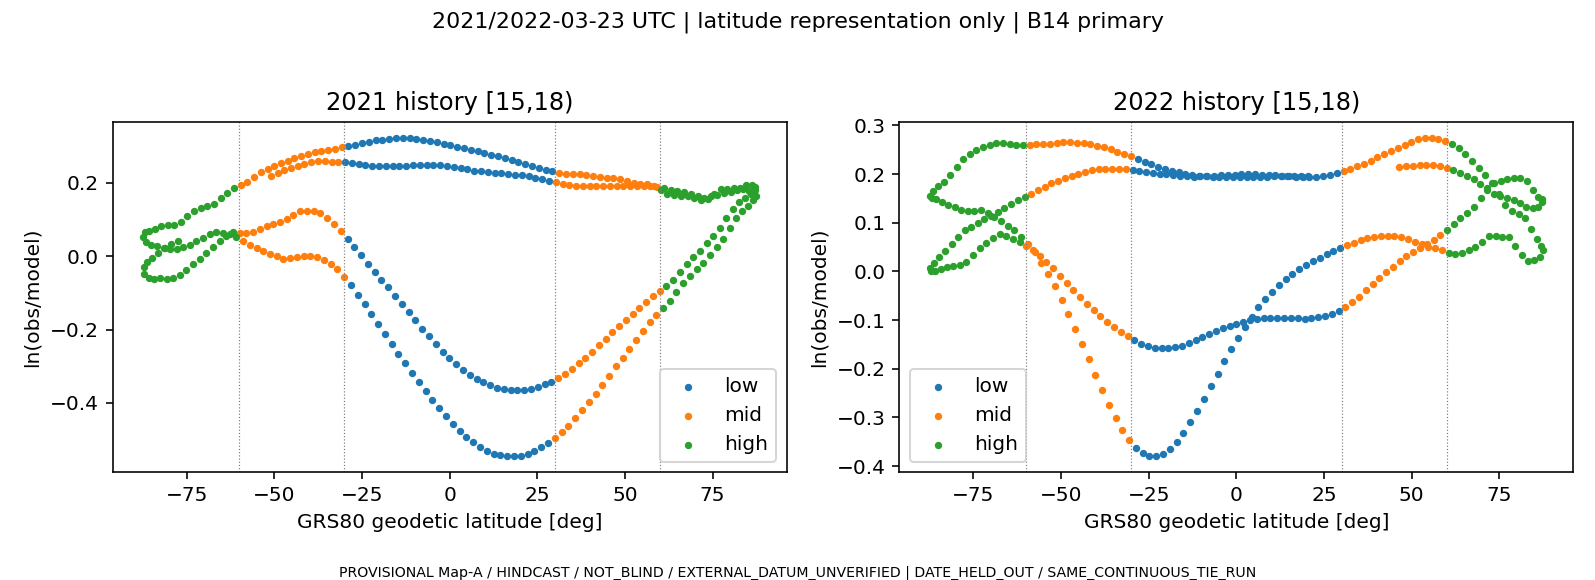 2021/2022-03-23 UTC | latitude representation only | B14 primary
2021 history [15,18)
ln(obs/model)
0.2
0.0
−0.2
−0.4
−75
−50
−25
0
25
50
75
GRS80 geodetic latitude [deg]
low
mid
high
2022 history [15,18)
ln(obs/model)
0.3
0.2
0.1
0.0
−0.1
−0.2
−0.3
−0.4
−75
−50
−25
0
25
50
75
GRS80 geodetic latitude [deg]
low
mid
high
PROVISIONAL Map-A / HINDCAST / NOT_BLIND / EXTERNAL_DATUM_UNVERIFIED | DATE_HELD_OUT / SAME_CONTINUOUS_TIE_RUN